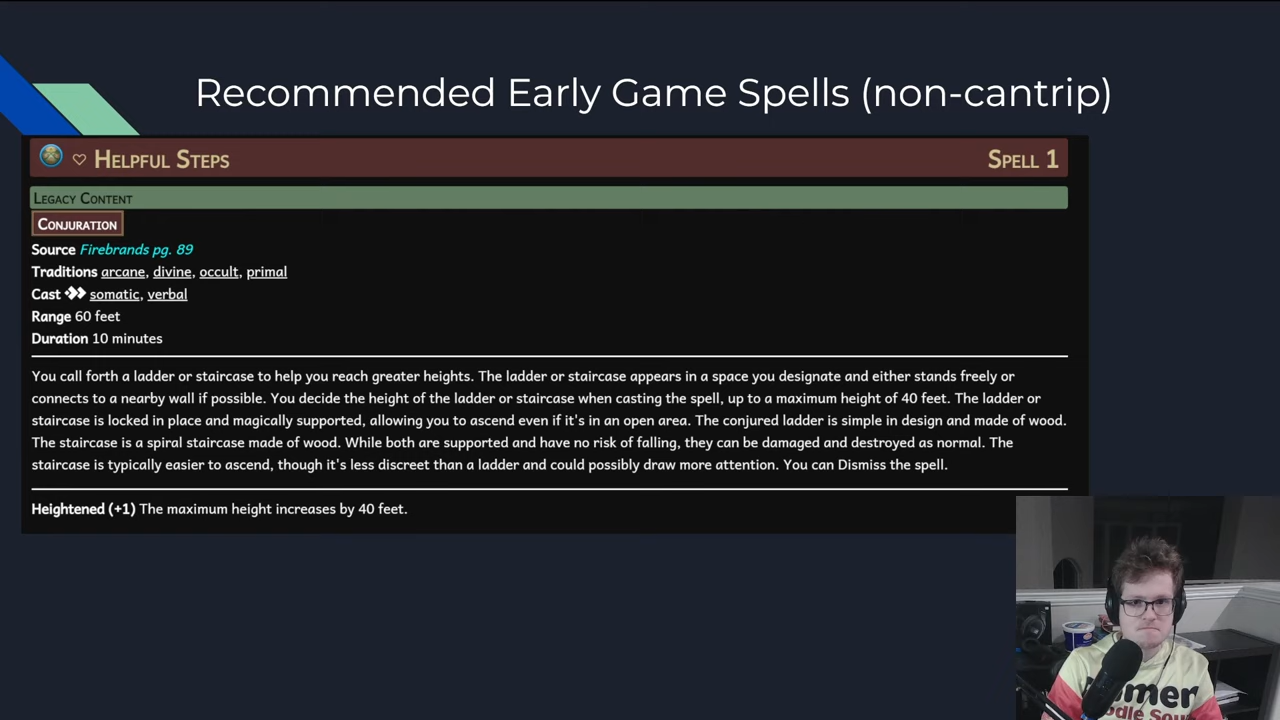 Recommended Early Game Spells (non-cantrip)
Helpful Steps Spell 1
Legacy Content
Conjuration
Source Firebrands pg. 89
Traditions arcane, divine, occult, primal
Cast somatic, verbal
Range 60 feet
Duration 10 minutes
You call forth a ladder or staircase to help you reach greater heights. The ladder or staircase appears in a space you designate and either stands freely or
connects to a nearby wall if possible. You decide the height of the ladder or staircase when casting the spell, up to a maximum height of 40 feet. The ladder or
staircase is locked in place and magically supported, allowing you to ascend even if it's in an open area. The conjured ladder is simple in design and made of wood.
The staircase is a spiral staircase made of wood. While both are supported and have no risk of falling, they can be damaged and destroyed as normal. The
staircase is typically easier to ascend, though it's less discreet than a ladder and could possibly draw more attention. You can Dismiss the spell.
Heightened (+1) The maximum height increases by 40 feet.